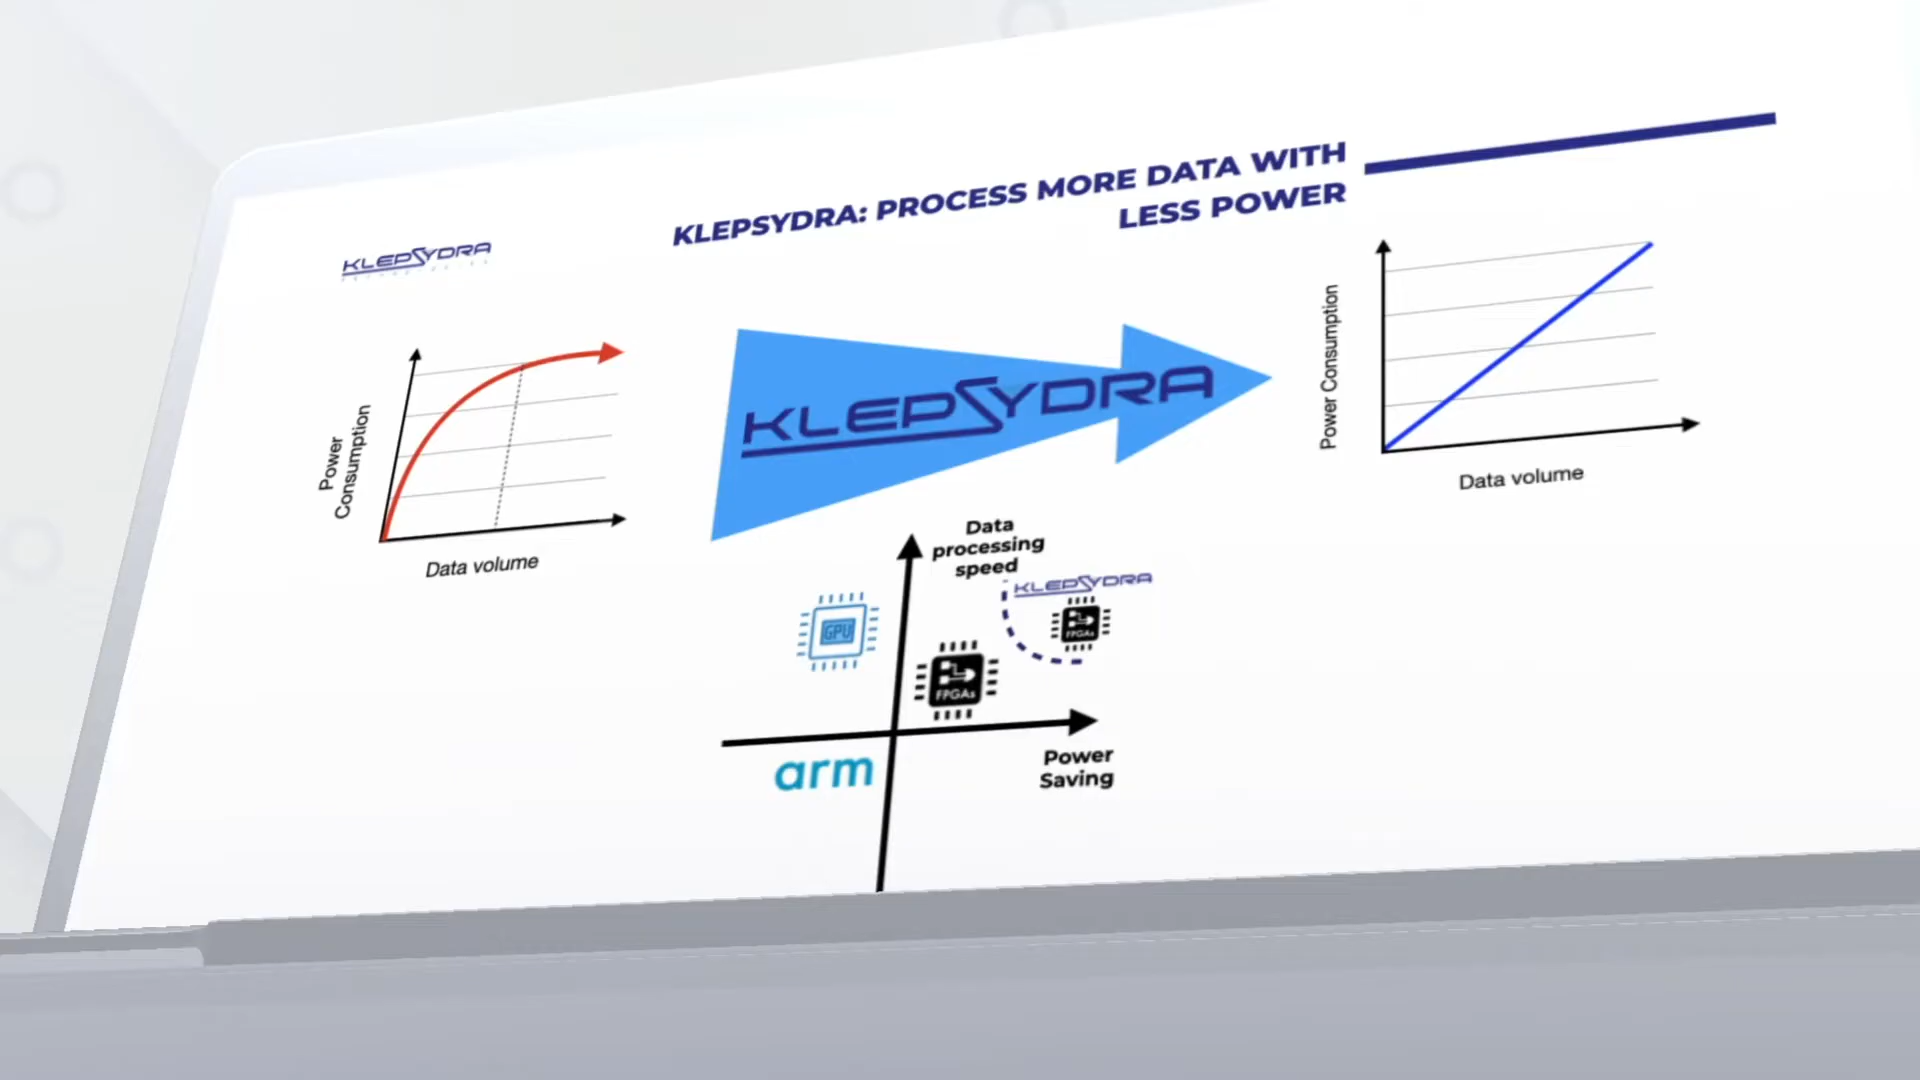 KLEPSYDRA: PROCESS MORE DATA WITH
LESS POWER
KLEPSYDRA
Power
Consumption
Data volume
KLEPSYDRA
Power Consumption
Data volume
Data
processing
speed
KLEPSYDRA
GPU
FPGAs
FPGAs
arm
Power
Saving